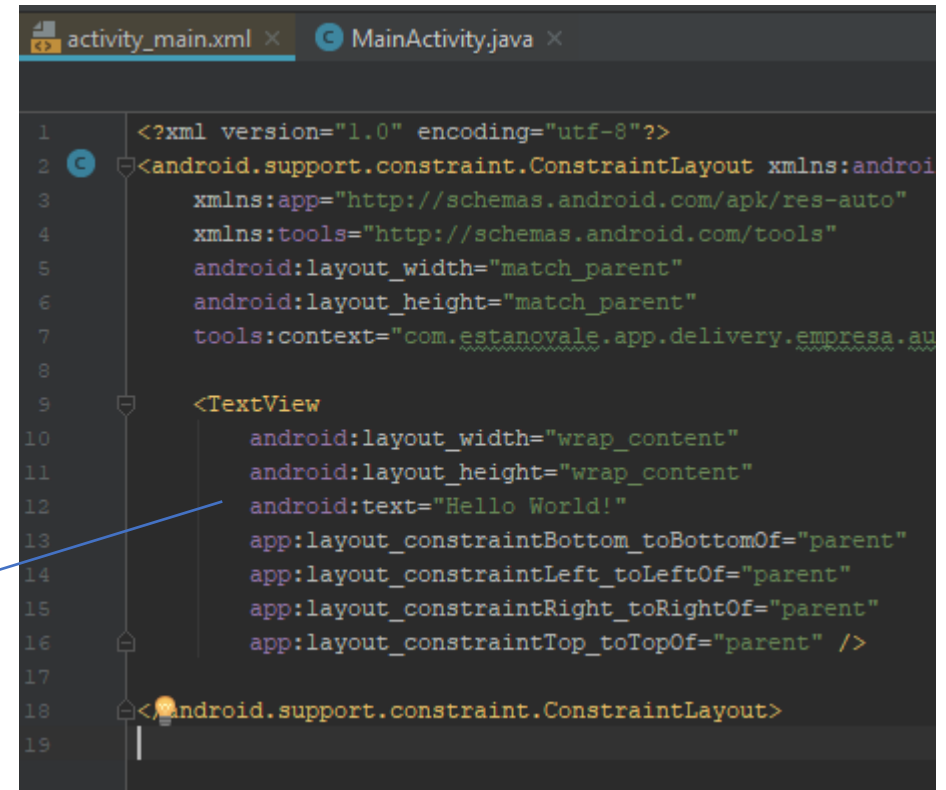 activity_main.xml MainActivity.java
1 <?xml version="1.0" encoding="utf-8"?>
2 <android.support.constraint.ConstraintLayout xmlns:androi
3 xmlns:app="http://schemas.android.com/apk/res-auto"
4 xmlns:tools="http://schemas.android.com/tools"
5 android:layout_width="match_parent"
6 android:layout_height="match_parent"
7 tools:context="com.estanovale.app.delivery.empresa.au
8
9 <TextView
10 android:layout_width="wrap_content"
11 android:layout_height="wrap_content"
12 android:text="Hello World!"
13 app:layout_constraintBottom_toBottomOf="parent"
14 app:layout_constraintLeft_toLeftOf="parent"
15 app:layout_constraintRight_toRightOf="parent"
16 app:layout_constraintTop_toTopOf="parent" />
17
18 </android.support.constraint.ConstraintLayout>
19